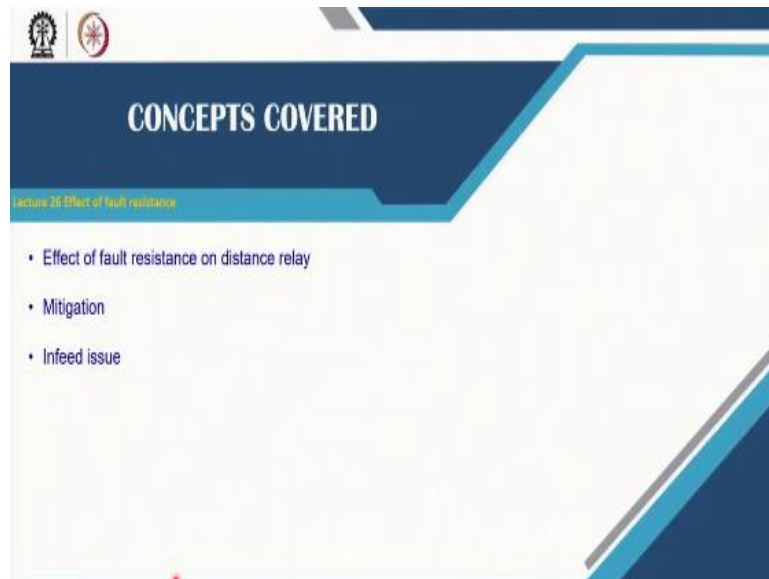 CONCEPTS COVERED
Lecture 26 Effect of fault resistance
• Effect of fault resistance on distance relay
• Mitigation
• Infeed issue